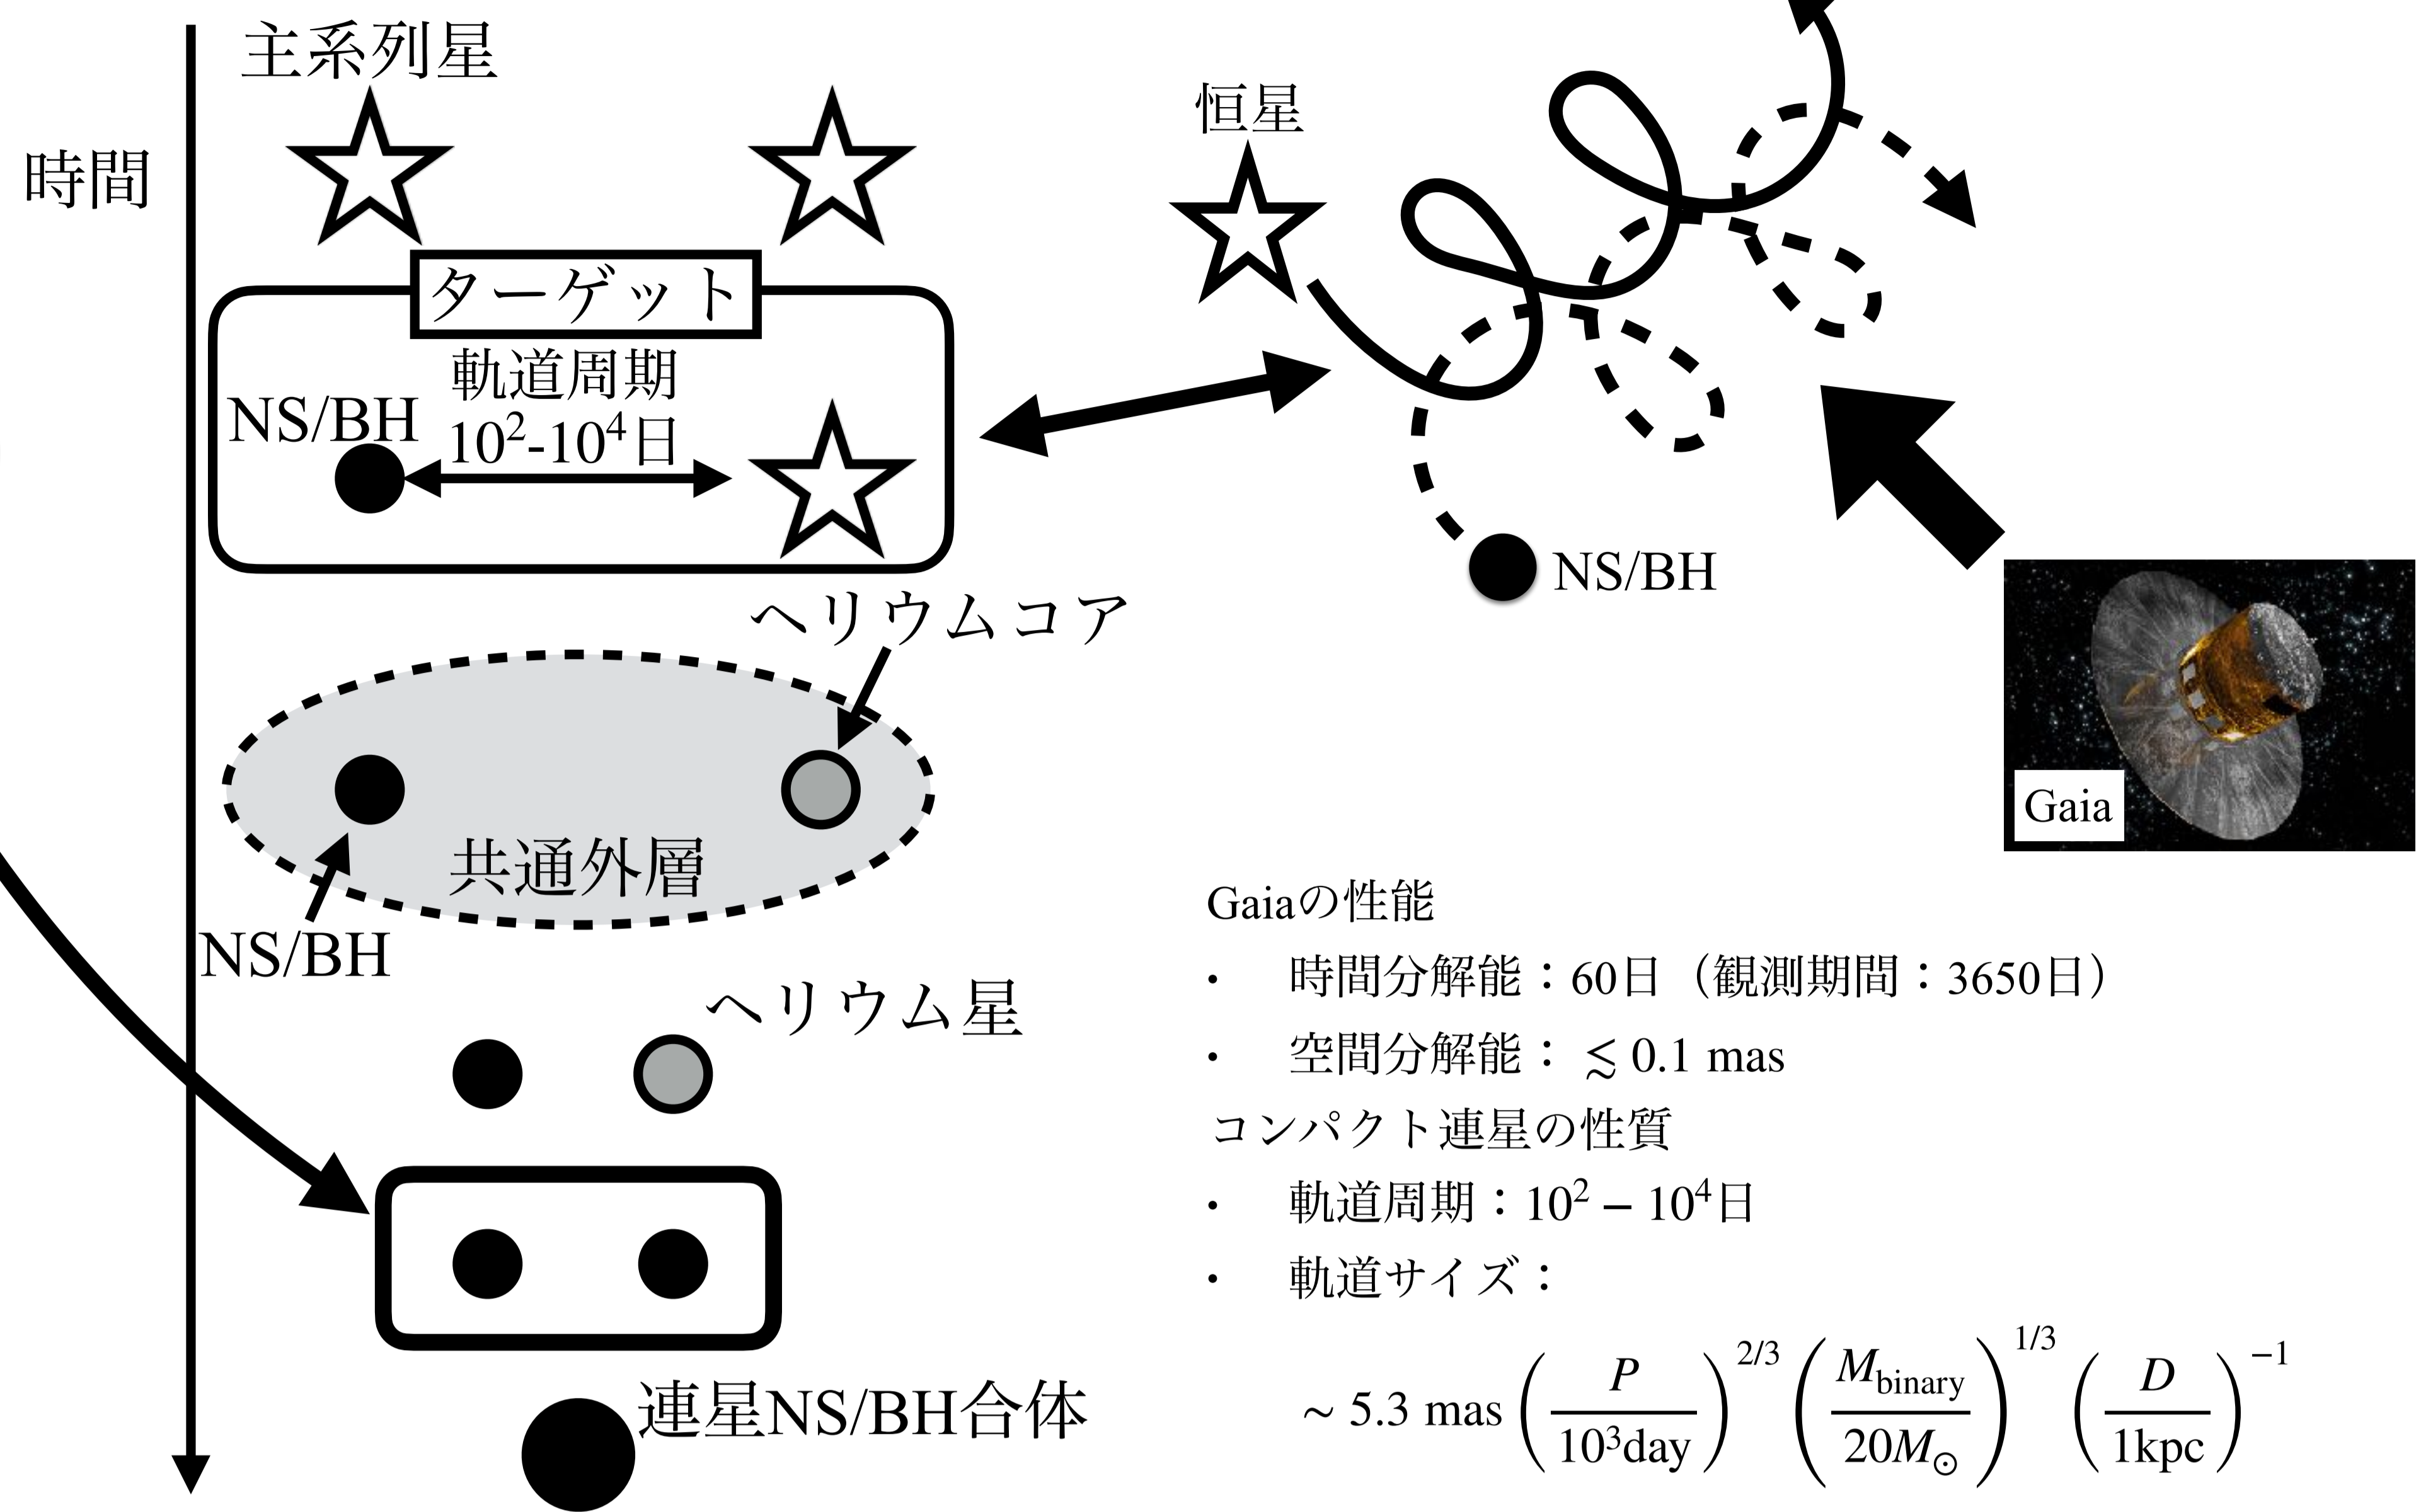 主系列星
時間
ターゲット
軌道周期
NS/BH
10²-10⁴日
ヘリウムコア
共通外層
NS/BH
ヘリウム星
連星NS/BH合体
恒星
NS/BH
Gaia
Gaiaの性能
• 時間分解能：60日（観測期間：3650日）
• 空間分解能：≲ 0.1 mas
コンパクト連星の性質
• 軌道周期：10² − 10⁴日
• 軌道サイズ：
~ 5.3 mas (P/10³day)^{2/3} (M_binary/20M_⊙)^{1/3} (D/1kpc)^{−1}